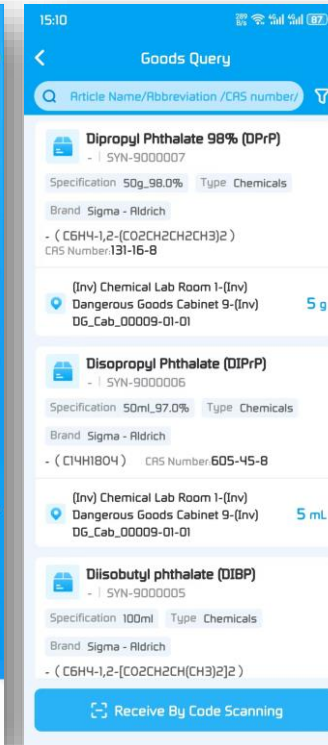 15:10
289 B/s 87
Goods Query
Article Name/Abbreviation /CAS number/
Dipropyl Phthalate 98% (DPrP)
- | SYN-9000007
Specification 50g_98.0% Type Chemicals
Brand Sigma - Aldrich
- ( C6H4-1,2-(CO2CH2CH2CH3)2 )
CAS Number:131-16-8
(Inv) Chemical Lab Room 1-(Inv)
Dangerous Goods Cabinet 9-(Inv)
DG_Cab_00009-01-01
5 g
Disopropyl Phthalate (DIPrP)
- | SYN-9000006
Specification 50ml_97.0% Type Chemicals
Brand Sigma - Aldrich
- ( C14H18O4 ) CAS Number:605-45-8
(Inv) Chemical Lab Room 1-(Inv)
Dangerous Goods Cabinet 9-(Inv)
DG_Cab_00009-01-01
5 mL
Diisobutyl phthalate (DIBP)
- | SYN-9000005
Specification 100ml Type Chemicals
Brand Sigma - Aldrich
- ( C6H4-1,2-[CO2CH2CH(CH3)2]2 )
Receive By Code Scanning